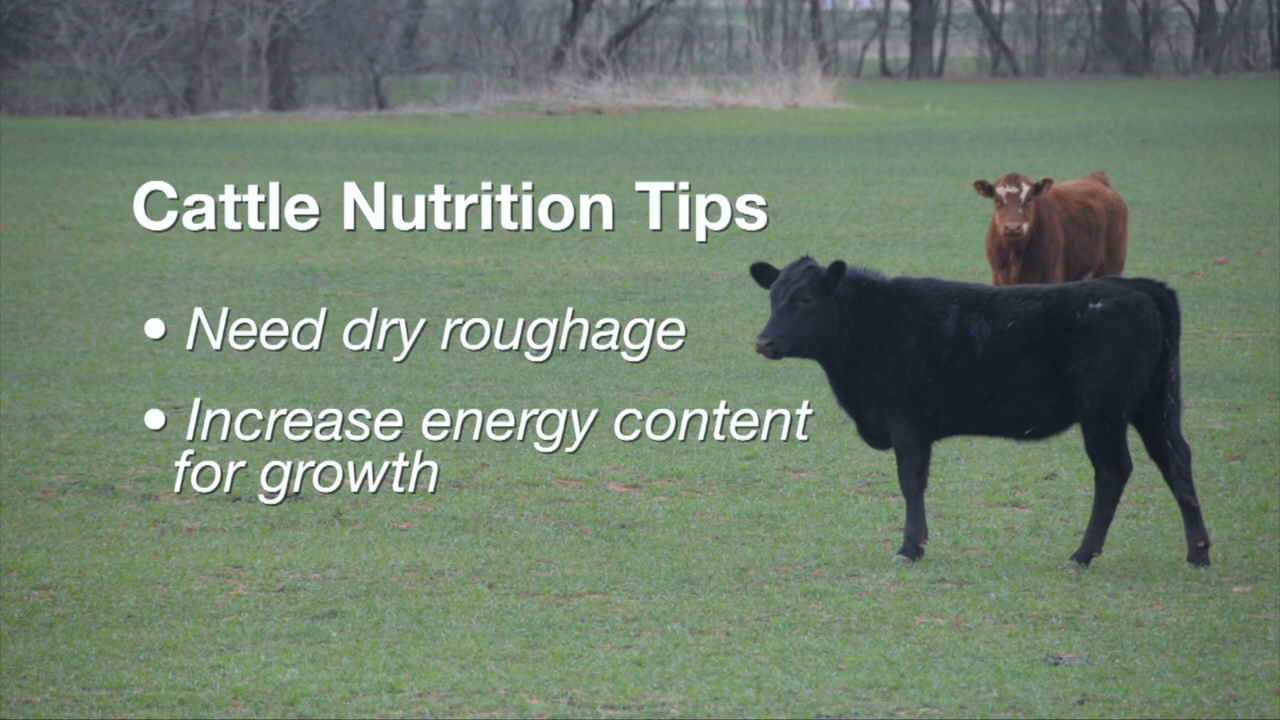 Cattle Nutrition Tips
• Need dry roughage
• Increase energy content
for growth